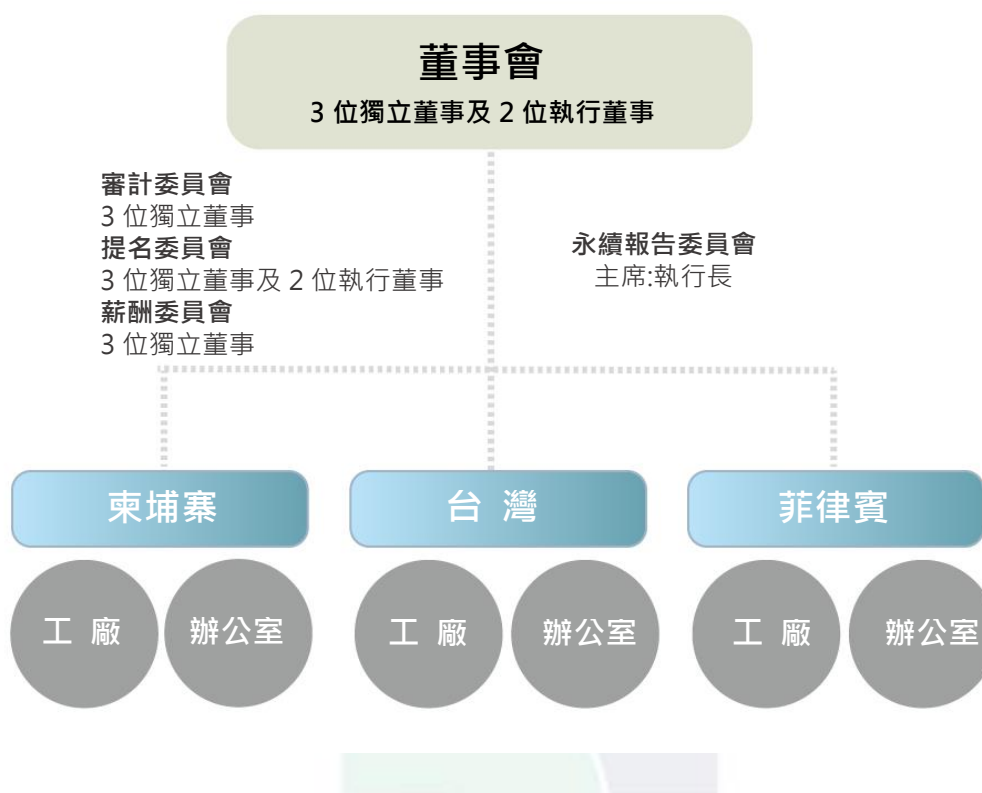 董事會
3 位獨立董事及 2 位執行董事
審計委員會
3 位獨立董事
提名委員會
3 位獨立董事及 2 位執行董事
薪酬委員會
3 位獨立董事
永續報告委員會
主席:執行長
柬埔寨
台 灣
菲律賓
工 廠
辦公室
工 廠
辦公室
工 廠
辦公室